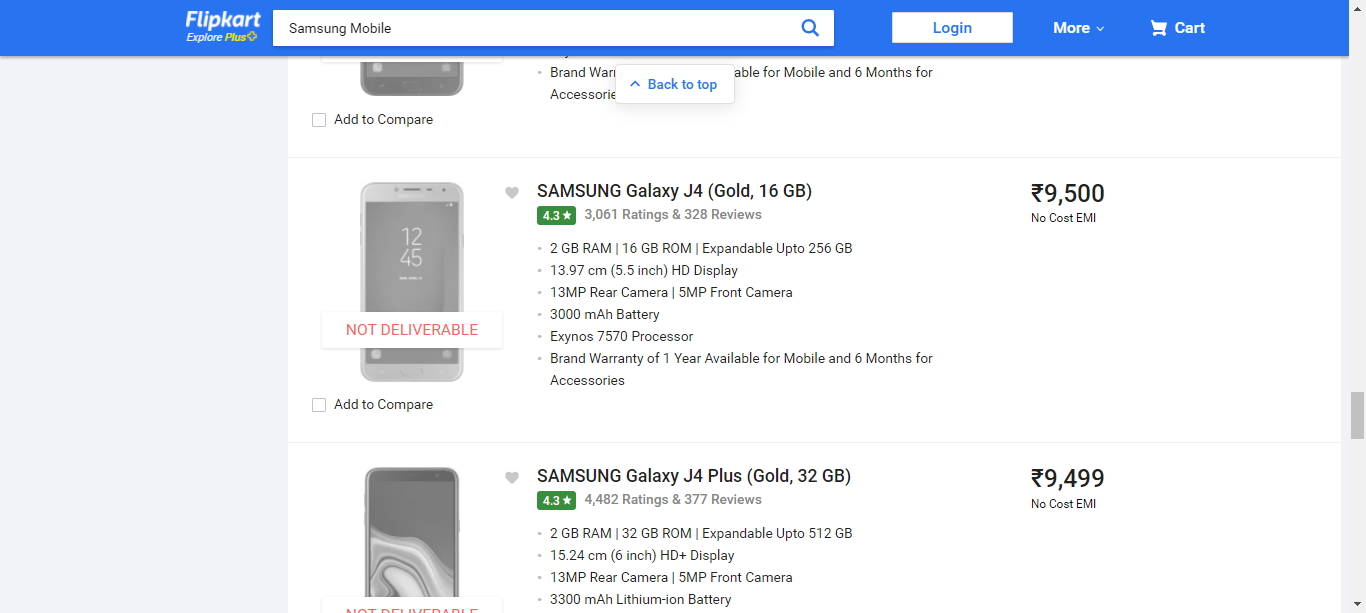 Flipkart
Explore Plus
Samsung Mobile
Login
More
Cart
Back to top
Brand Warr
able for Mobile and 6 Months for
Accessorie
Add to Compare
SAMSUNG Galaxy J4 (Gold, 16 GB)
₹9,500
4.3 ★ 3,061 Ratings & 328 Reviews
No Cost EMI
12
45
2 GB RAM | 16 GB ROM | Expandable Upto 256 GB
13.97 cm (5.5 inch) HD Display
13MP Rear Camera | 5MP Front Camera
3000 mAh Battery
NOT DELIVERABLE
Exynos 7570 Processor
Brand Warranty of 1 Year Available for Mobile and 6 Months for
Accessories
Add to Compare
SAMSUNG Galaxy J4 Plus (Gold, 32 GB)
₹9,499
4.3 ★ 4,482 Ratings & 377 Reviews
No Cost EMI
2 GB RAM | 32 GB ROM | Expandable Upto 512 GB
15.24 cm (6 inch) HD+ Display
13MP Rear Camera | 5MP Front Camera
3300 mAh Lithium-ion Battery
NOT DELIVERABLE